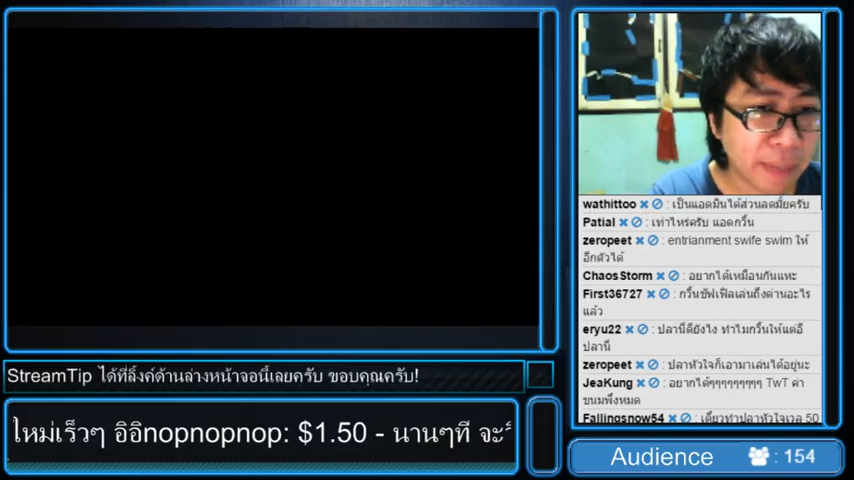 wathittoo : เป็นแอดมินได้ส่วนลดมั้ยครับ
Patial : เท่าไหร่ครับ แอดกวิ้น
zeropeet : entrianment swife swim ให้
อีกตัวได้
ChaosStorm : อยากได้เหมือนกันแหะ
First36727 : กวิ้นซัฟเฟิลเล่นถึงด่านอะไร
แล้ว
eryu22 : ปลานี่ดียังไง ทำไมกวิ้นให้แต่อี
ปลานี่
zeropeet : ปลาหัวใจก็เอามาเล่นได้อยู่นะ
JeaKung : อยากได้ๆๆๆๆๆๆๆๆ TwT ค่า
ขนมพึ่งหมด
Fallingsnow54 : เดี๋ยวทำปลาหัวใจเวล 50
StreamTip ได้ที่ลิ้งค์ด้านล่างหน้าจอนี้เลยครับ ขอบคุณครับ!
ใหม่เร็วๆ อิอิnopnopnop: $1.50 - นานๆที จะ
Audience : 154